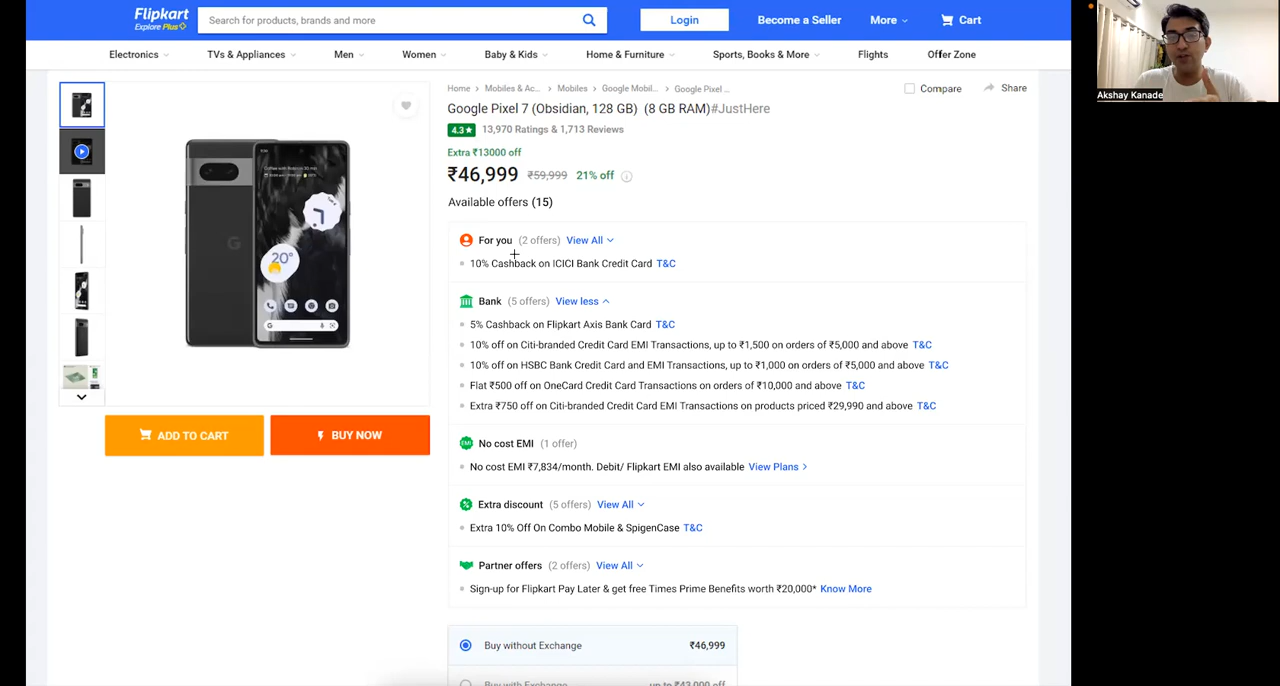 Flipkart
Explore Plus
Search for products, brands and more
Login
Become a Seller
More
Cart
Electronics
TVs & Appliances
Men
Women
Baby & Kids
Home & Furniture
Sports, Books & More
Flights
Offer Zone
Akshay Kanade
Home > Mobiles & Ac... > Mobiles > Google Mobil... > Google Pixel ...
Compare
Share
Google Pixel 7 (Obsidian, 128 GB) (8 GB RAM)#JustHere
4.3★ 13,970 Ratings & 1,713 Reviews
Extra ₹13000 off
₹46,999 ₹59,999 21% off
Available offers (15)
For you (2 offers) View All
10% Cashback on ICICI Bank Credit Card T&C
Bank (5 offers) View less
5% Cashback on Flipkart Axis Bank Card T&C
10% off on Citi-branded Credit Card EMI Transactions, up to ₹1,500 on orders of ₹5,000 and above T&C
10% off on HSBC Bank Credit Card and EMI Transactions, up to ₹1,000 on orders of ₹5,000 and above T&C
Flat ₹500 off on OneCard Credit Card Transactions on orders of ₹10,000 and above T&C
Extra ₹750 off on Citi-branded Credit Card EMI Transactions on products priced ₹29,990 and above T&C
EMI No cost EMI (1 offer)
No cost EMI ₹7,834/month. Debit/ Flipkart EMI also available View Plans >
Extra discount (5 offers) View All
Extra 10% Off On Combo Mobile & SpigenCase T&C
Partner offers (2 offers) View All
Sign-up for Flipkart Pay Later & get free Times Prime Benefits worth ₹20,000* Know More
Buy without Exchange ₹46,999
Buy with Exchange up to ₹43,000 off
20°
G
G
ADD TO CART
BUY NOW